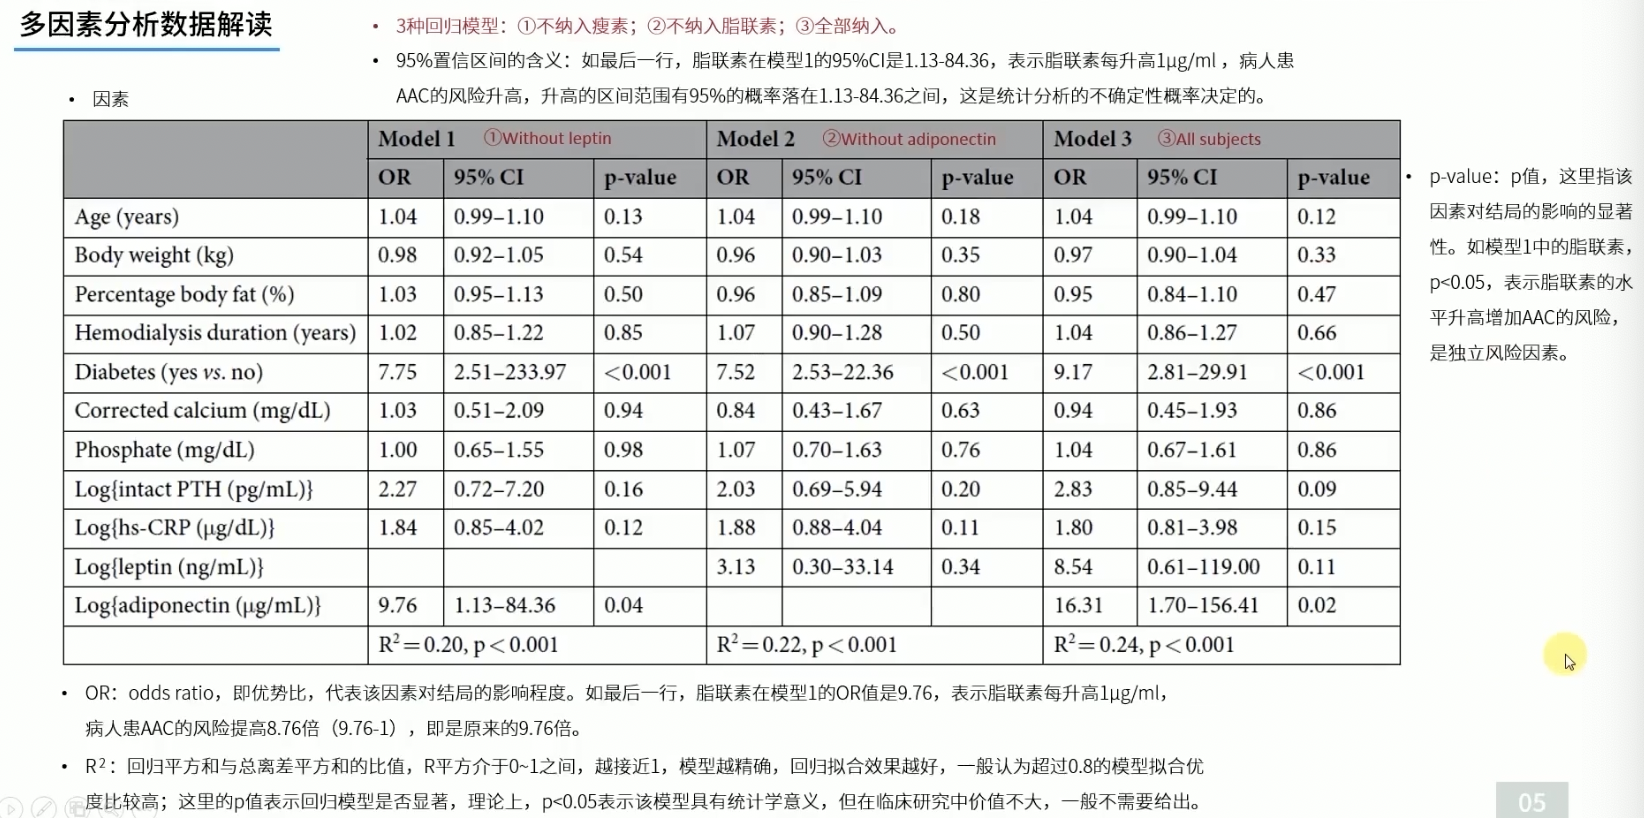 多因素分析数据解读
• 3种回归模型：①不纳入瘦素；②不纳入脂联素；③全部纳入。
• 95%置信区间的含义：如最后一行，脂联素在模型1的95%CI是1.13-84.36，表示脂联素每升高1μg/ml，病人患
AAC的风险升高，升高的区间范围有95%的概率落在1.13-84.36之间，这是统计分析的不确定性概率决定的。
• 因素
Model 1 ①Without leptin Model 2 ②Without adiponectin Model 3 ③All subjects
OR 95% CI p-value OR 95% CI p-value OR 95% CI p-value
Age (years) 1.04 0.99–1.10 0.13 1.04 0.99–1.10 0.18 1.04 0.99–1.10 0.12
Body weight (kg) 0.98 0.92–1.05 0.54 0.96 0.90–1.03 0.35 0.97 0.90–1.04 0.33
Percentage body fat (%) 1.03 0.95–1.13 0.50 0.96 0.85–1.09 0.80 0.95 0.84–1.10 0.47
Hemodialysis duration (years) 1.02 0.85–1.22 0.85 1.07 0.90–1.28 0.50 1.04 0.86–1.27 0.66
Diabetes (yes vs. no) 7.75 2.51–233.97 <0.001 7.52 2.53–22.36 <0.001 9.17 2.81–29.91 <0.001
Corrected calcium (mg/dL) 1.03 0.51–2.09 0.94 0.84 0.43–1.67 0.63 0.94 0.45–1.93 0.86
Phosphate (mg/dL) 1.00 0.65–1.55 0.98 1.07 0.70–1.63 0.76 1.04 0.67–1.61 0.86
Log{intact PTH (pg/mL)} 2.27 0.72–7.20 0.16 2.03 0.69–5.94 0.20 2.83 0.85–9.44 0.09
Log{hs-CRP (μg/dL)} 1.84 0.85–4.02 0.12 1.88 0.88–4.04 0.11 1.80 0.81–3.98 0.15
Log{leptin (ng/mL)} 3.13 0.30–33.14 0.34 8.54 0.61–119.00 0.11
Log{adiponectin (μg/mL)} 9.76 1.13–84.36 0.04 16.31 1.70–156.41 0.02
R²=0.20, p<0.001 R²=0.22, p<0.001 R²=0.24, p<0.001
• p-value：p值，这里指该
因素对结局的影响的显著
性。如模型1中的脂联素，
p<0.05，表示脂联素的水
平升高增加AAC的风险，
是独立风险因素。
• OR：odds ratio，即优势比，代表该因素对结局的影响程度。如最后一行，脂联素在模型1的OR值是9.76，表示脂联素每升高1μg/ml，
病人患AAC的风险提高8.76倍（9.76-1），即是原来的9.76倍。
• R²：回归平方和与总离差平方和的比值，R平方介于0~1之间，越接近1，模型越精确，回归拟合效果越好，一般认为超过0.8的模型拟合优
度比较高；这里的p值表示回归模型是否显著，理论上，p<0.05表示该模型具有统计学意义，但在临床研究中价值不大，一般不需要给出。
05